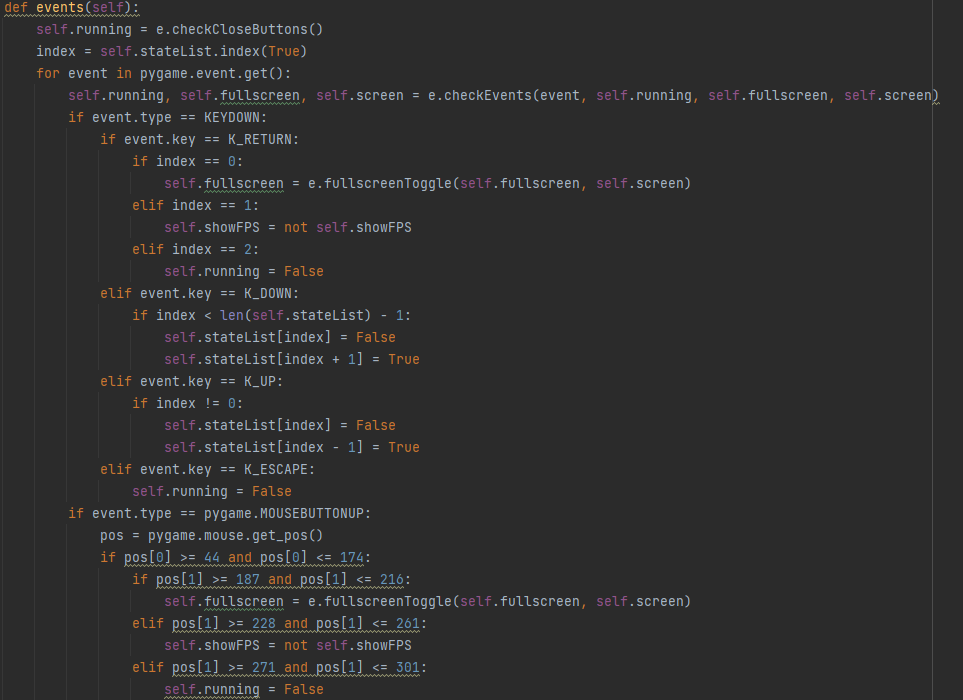 def events(self):
    self.running = e.checkCloseButtons()
    index = self.stateList.index(True)
    for event in pygame.event.get():
        self.running, self.fullscreen, self.screen = e.checkEvents(event, self.running, self.fullscreen, self.screen)
        if event.type == KEYDOWN:
            if event.key == K_RETURN:
                if index == 0:
                    self.fullscreen = e.fullscreenToggle(self.fullscreen, self.screen)
                elif index == 1:
                    self.showFPS = not self.showFPS
                elif index == 2:
                    self.running = False
            elif event.key == K_DOWN:
                if index < len(self.stateList) - 1:
                    self.stateList[index] = False
                    self.stateList[index + 1] = True
            elif event.key == K_UP:
                if index != 0:
                    self.stateList[index] = False
                    self.stateList[index - 1] = True
            elif event.key == K_ESCAPE:
                self.running = False
        if event.type == pygame.MOUSEBUTTONUP:
            pos = pygame.mouse.get_pos()
            if pos[0] >= 44 and pos[0] <= 174:
                if pos[1] >= 187 and pos[1] <= 216:
                    self.fullscreen = e.fullscreenToggle(self.fullscreen, self.screen)
                elif pos[1] >= 228 and pos[1] <= 261:
                    self.showFPS = not self.showFPS
                elif pos[1] >= 271 and pos[1] <= 301:
                    self.running = False